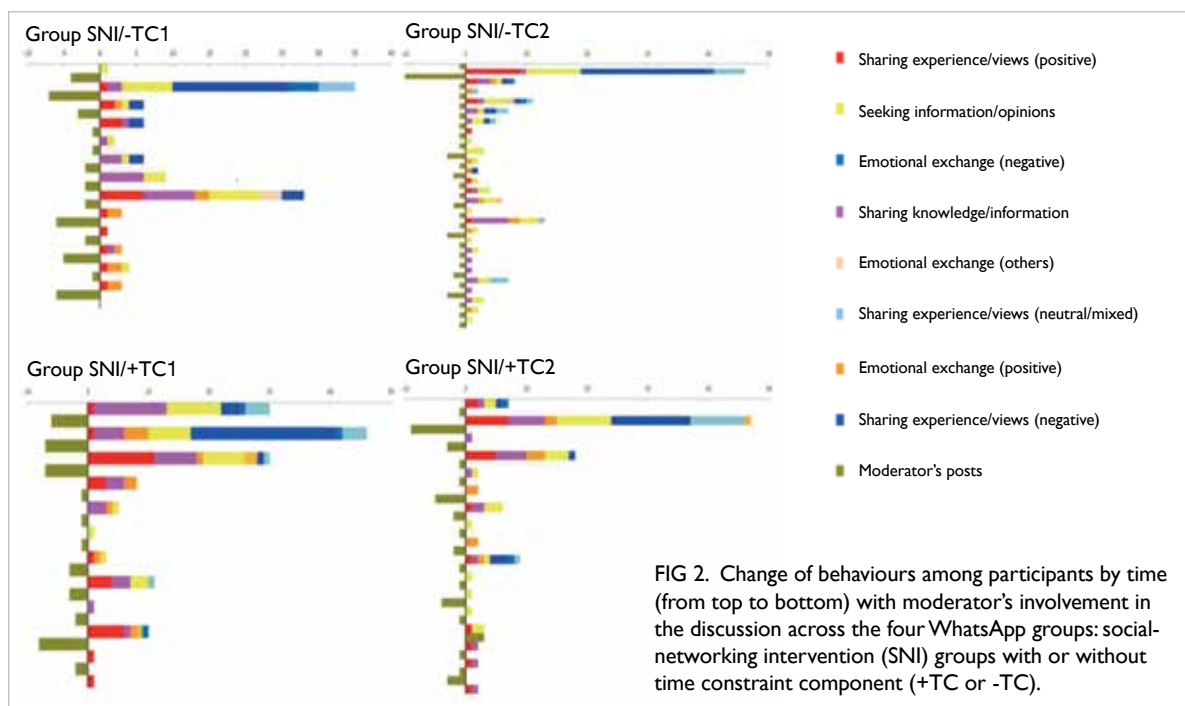 Group SNI/-TC1
Group SNI/-TC2
Sharing experience/views (positive)
Seeking information/opinions
Emotional exchange (negative)
Sharing knowledge/information
Emotional exchange (others)
Sharing experience/views (neutral/mixed)
Emotional exchange (positive)
Sharing experience/views (negative)
Moderator's posts
Group SNI/+TC1
Group SNI/+TC2
FIG 2. Change of behaviours among participants by time
(from top to bottom) with moderator's involvement in
the discussion across the four WhatsApp groups: social-
networking intervention (SNI) groups with or without
time constraint component (+TC or -TC).